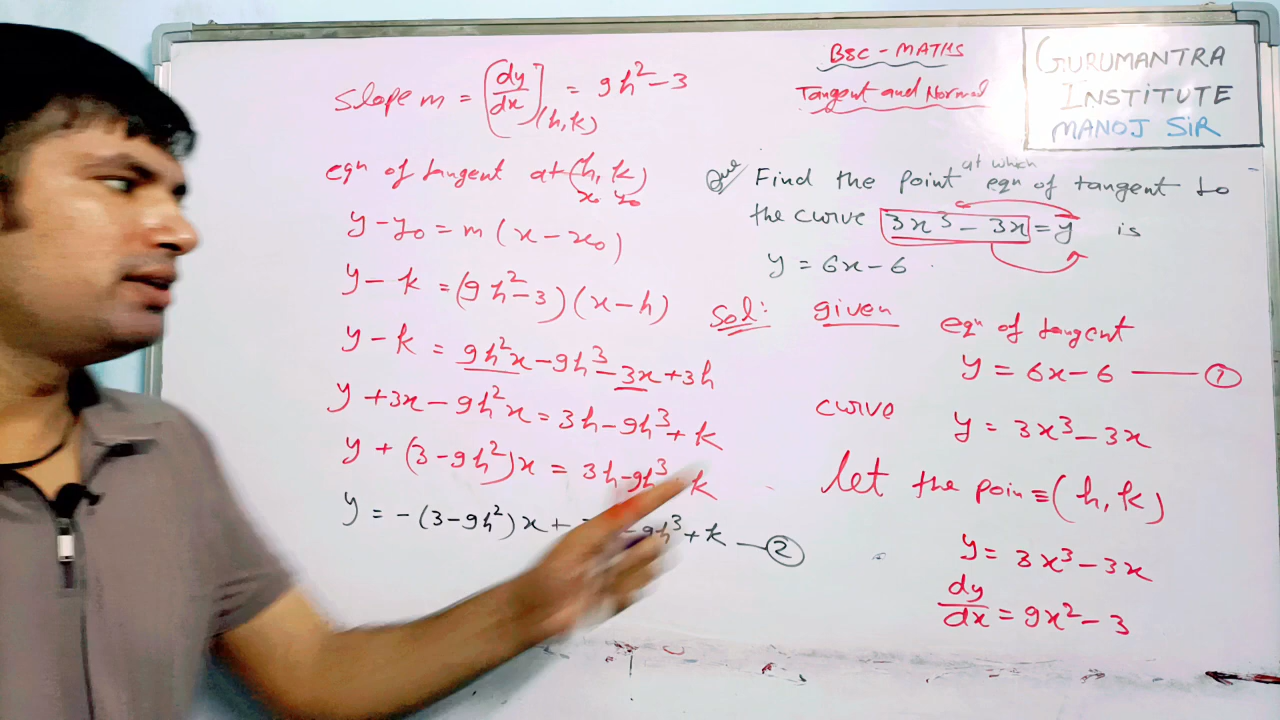 BSC - MATHS
Tangent and Normal
GURUMANTRA
INSTITUTE
MANOJ SIR
Slope m = (dy/dx](h,k) = 9h² - 3
eqn of tangent at (h, k)
x₀ y₀
y - y₀ = m (x - x₀)
y - k = (9h² - 3) (x - h)
y - k = 9h²x - 9h³ - 3x + 3h
y + 3x - 9h²x = 3h - 9h³ + k
y + (3 - 9h²)x = 3h - 9h³ k
y = -(3 - 9h²)x + - 9h³ + k — ②
Que Find the point at which eqn of tangent to
the curve 3x³ - 3x = y is
y = 6x - 6
Sol: given
eqn of tangent
y = 6x - 6 — ①
curve y = 3x³ - 3x
let the poin = (h, k)
y = 3x³ - 3x
dy/dx = 9x² - 3